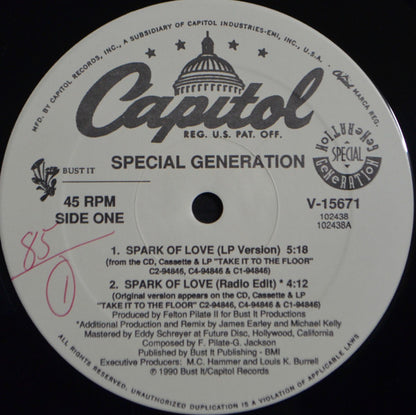 MFD. BY CAPITOL RECORDS, INC., A SUBSIDIARY OF CAPITOL INDUSTRIES-EMI, INC., U.S.A. · Capitol MARCA REG.
Capitol
REG. U.S. PAT. OFF.
SPECIAL GENERATION
GENERATION
SPECIAL
GENERATION
BUST IT
45 RPM
SIDE ONE
V-15671
102438
102438A
85
1
1. SPARK OF LOVE (LP Version) 5:18
(from the CD, Cassette & LP "TAKE IT TO THE FLOOR"
C2-94846, C4-94846 & C1-94846)
2. SPARK OF LOVE (Radio Edit) * 4:12
(Original version appears on the CD, Cassette & LP
"TAKE IT TO THE FLOOR" C2-94846, C4-94846 & C1-94846)
Produced by Felton Pilate II for Bust It Productions
*Additional Production and Remix by James Earley and Michael Kelly
Mastered by Eddy Schreyer at Future Disc, Hollywood, California
Composed by F. Pilate-G. Jackson
Published by Bust It Publishing - BMI
Executive Producers: M.C. Hammer and Louis K. Burrell
℗ 1990 Bust It/Capitol Records
ALL RIGHTS RESERVED. UNAUTHORIZED DUPLICATION IS A VIOLATION OF APPLICABLE LAWS.